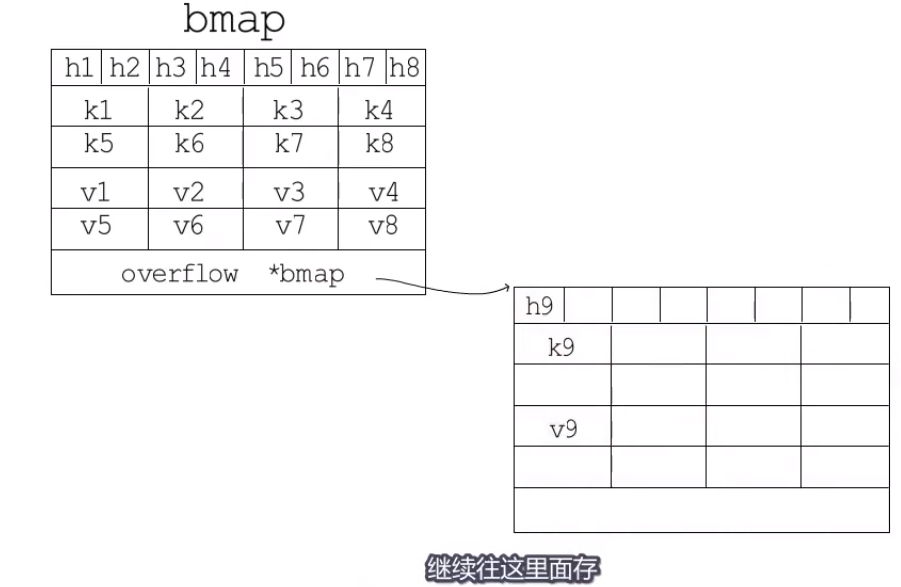 bmap
h1 h2 h3 h4 h5 h6 h7 h8
k1 k2 k3 k4
k5 k6 k7 k8
v1 v2 v3 v4
v5 v6 v7 v8
overflow *bmap
h9
k9
v9
继续往这里面存